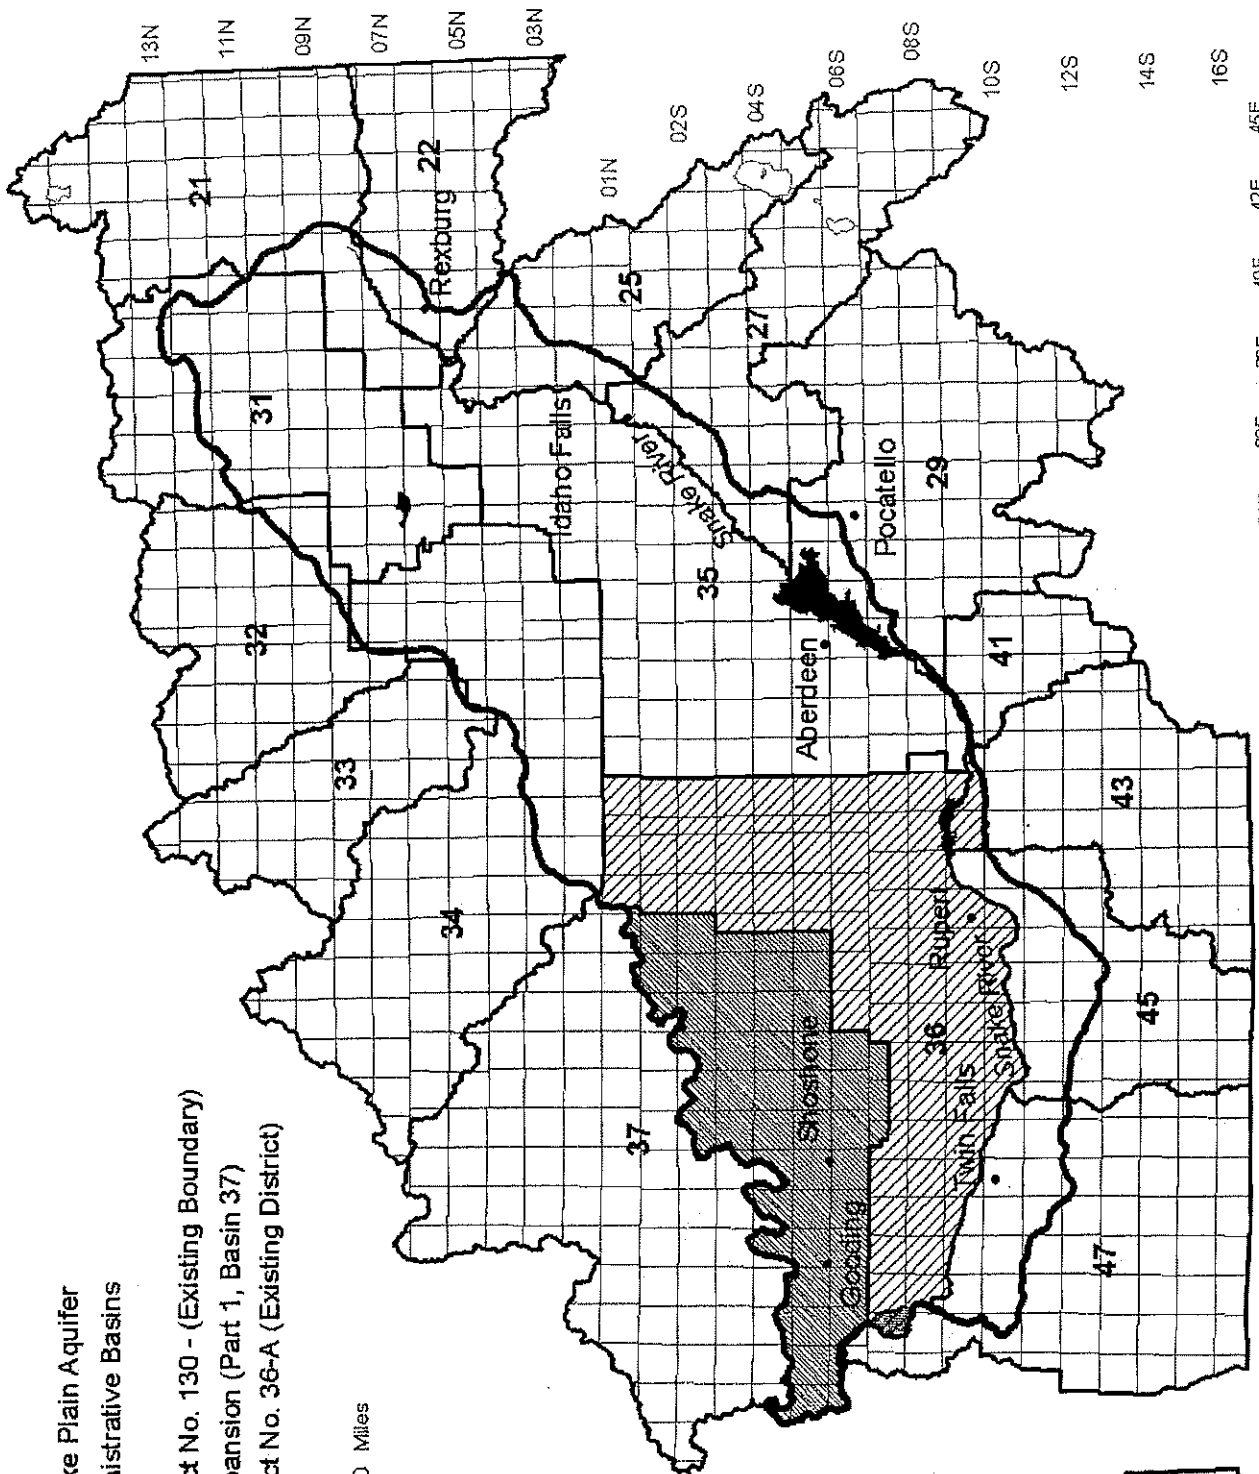 ke Plain Aquifer
nistrative Basins
ct No. 130 - (Existing Boundary)
pansion (Part 1, Basin 37)
ct No. 36-A (Existing District)
Miles
13N
11N
09N
07N
05N
03N
01N
02S
04S
06S
08S
10S
12S
14S
16S
21
22
Rexburg
25
27
31
Idaho Falls
Snake River
32
33
34
35
Pocatello
29
Aberdeen
41
43
37
Shoshone
Gooding
36
Rupert
Twin Falls
Snake River
45
47